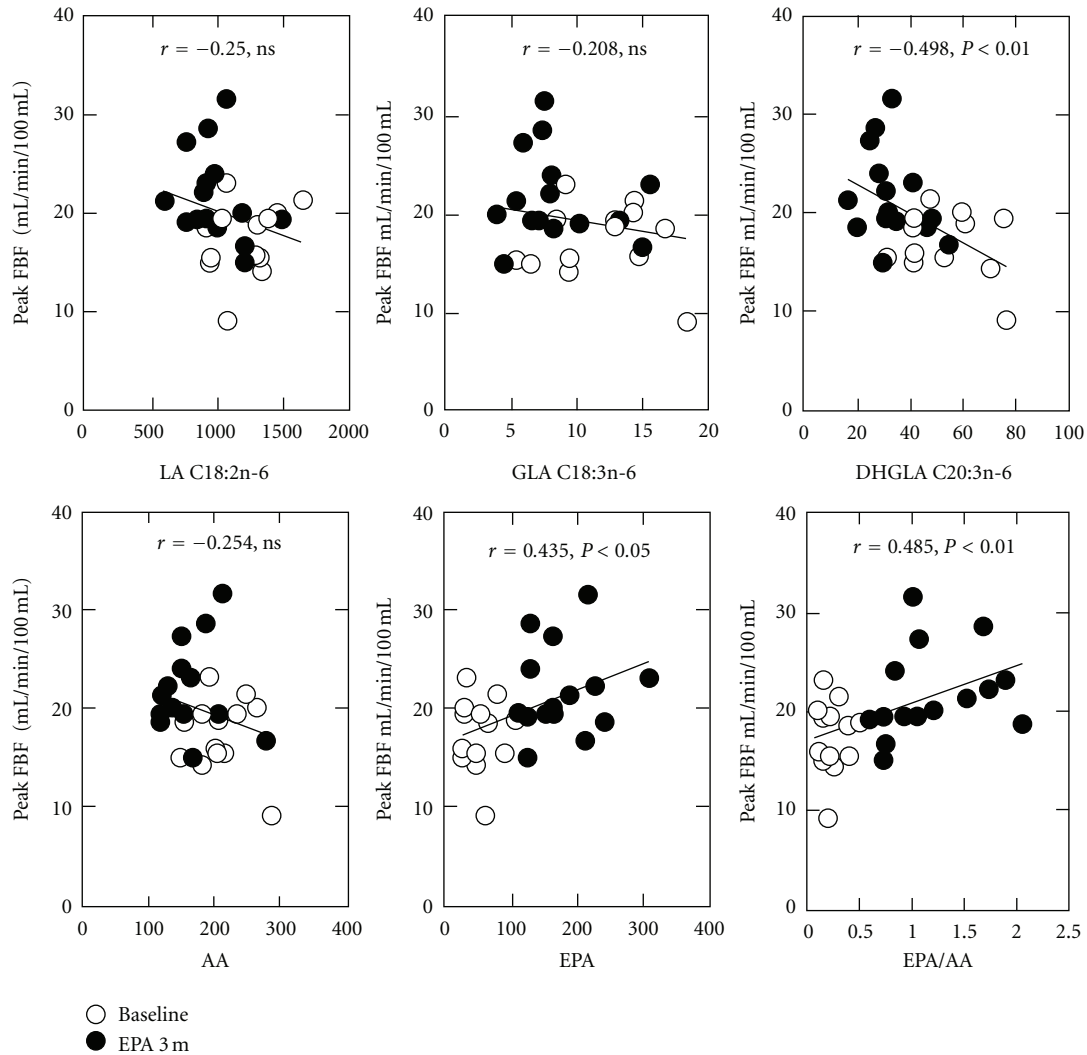 r = −0.25, ns
Peak FBF (mL/min/100 mL)
40
30
20
10
0
0 500 1000 1500 2000
LA C18:2n-6
r = −0.208, ns
Peak FBF mL/min/100 mL
40
30
20
10
0
0 5 10 15 20
GLA C18:3n-6
r = −0.498, P < 0.01
Peak FBF mL/min/100 mL
40
30
20
10
0
0 20 40 60 80 100
DHGLA C20:3n-6
r = −0.254, ns
Peak FBF (mL/min/100 mL)
40
30
20
10
0
0 100 200 300 400
AA
r = 0.435, P < 0.05
Peak FBF mL/min/100 mL
40
30
20
10
0
0 100 200 300 400
EPA
r = 0.485, P < 0.01
Peak FBF mL/min/100 mL
40
30
20
10
0
0 0.5 1 1.5 2 2.5
EPA/AA
Baseline
EPA 3 m